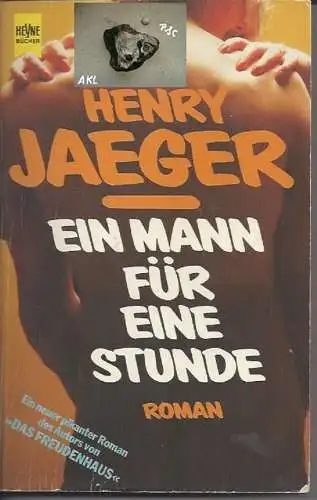 HEYNE
BÜCHER
AKL
PSC
HENRY
JAEGER
EIN MANN
FÜR
EINE
STUNDE
ROMAN
Ein neuer pikanter Roman
des Autors von
»DAS FREUDENHAUS«